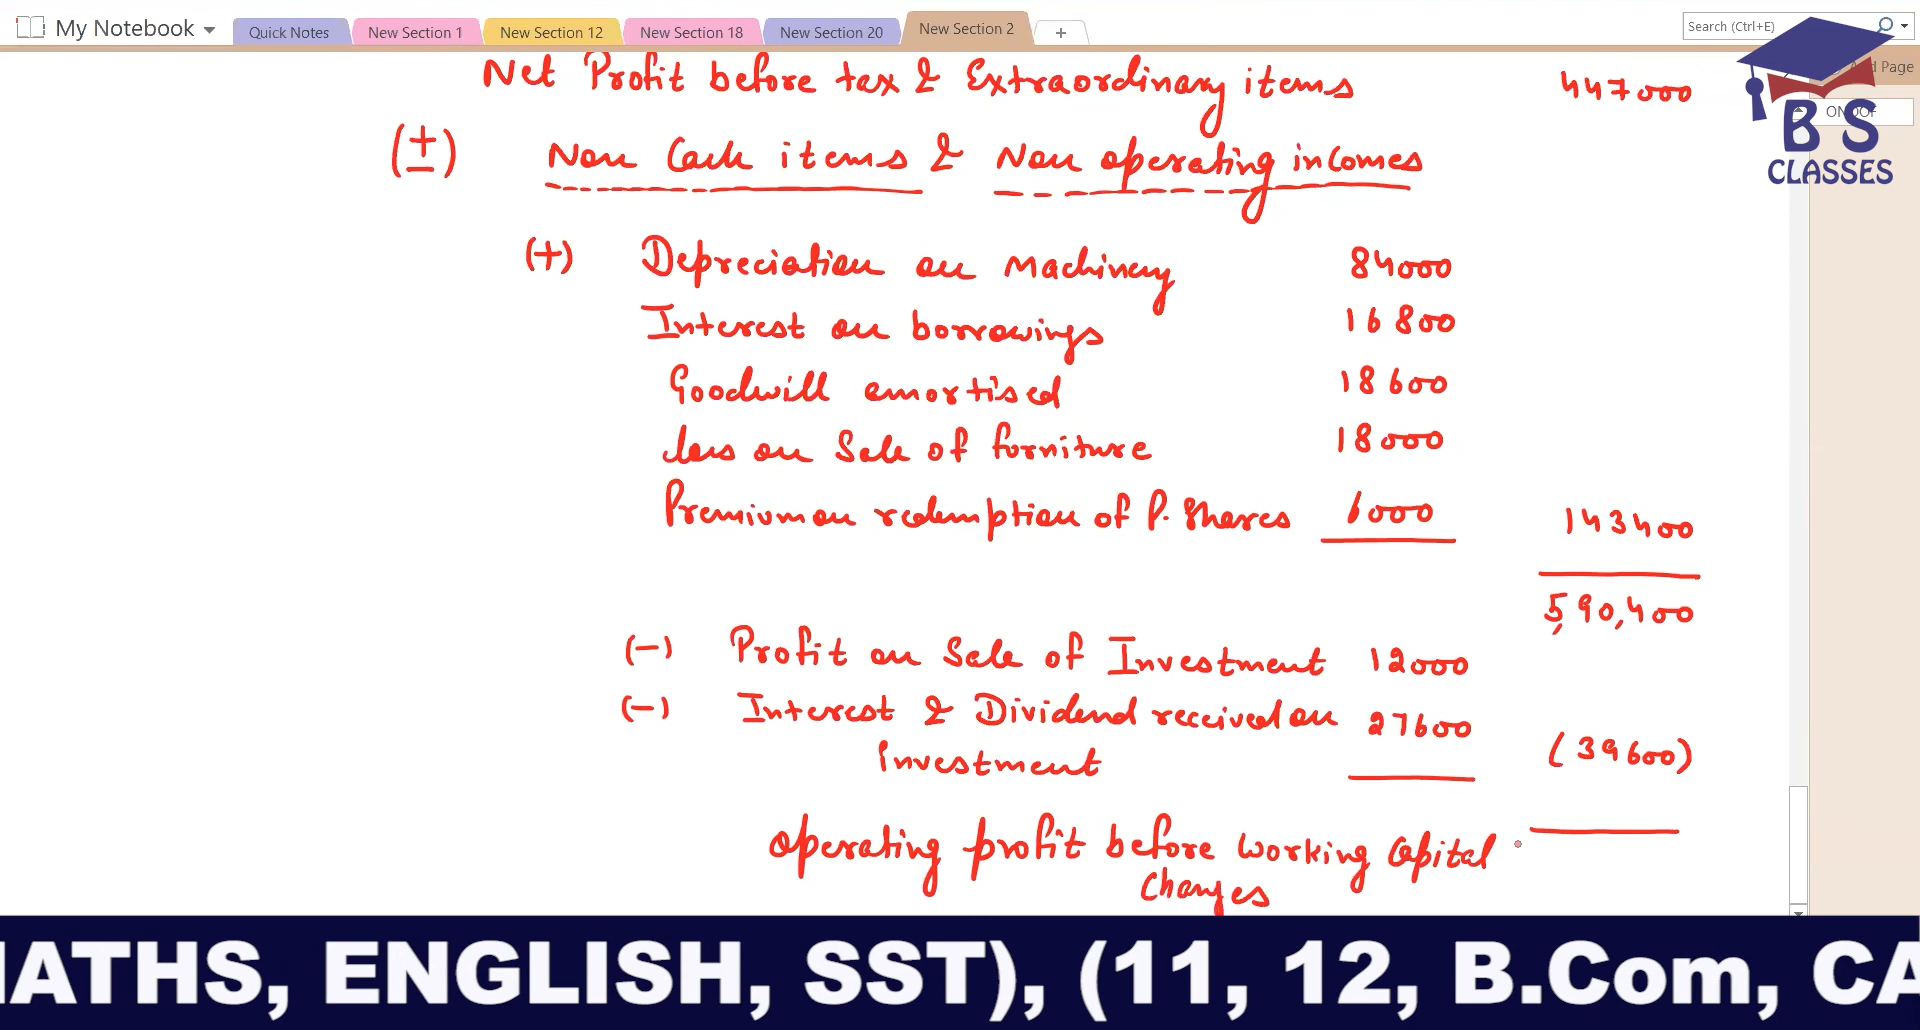 My Notebook
Quick Notes
New Section 1
New Section 12
New Section 18
New Section 20
New Section 2
+
Search (Ctrl+E)
d Page
B S
CLASSES
Net Profit before tax & Extraordinary items 447000
(±) Non Cash items & Non operating incomes
(+) Depreciation on Machinery 84000
Interest on borrowings 16800
Goodwill amortised 18600
Loss on Sale of furniture 18000
Premium on redemption of P. Shares 6000 143400
5,90,400
(-) Profit on Sale of Investment 12000
(-) Interest & Dividend received on 27600
Investment (39600)
Operating profit before Working Capital
Changes
MATHS, ENGLISH, SST), (11, 12, B.Com, CA